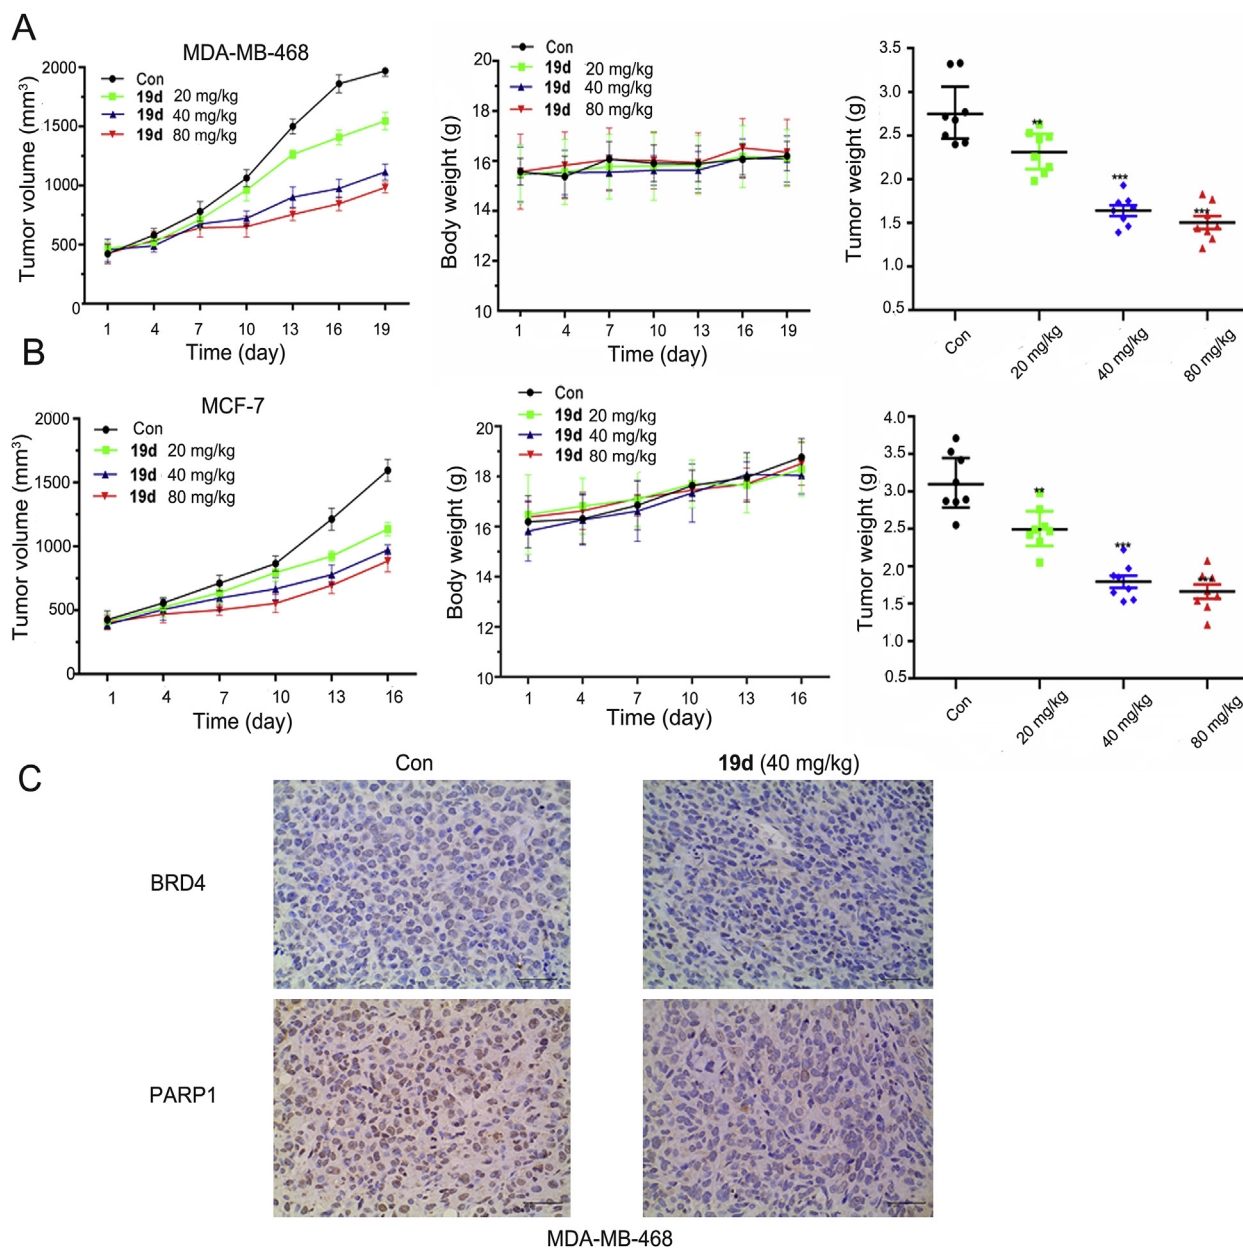 A
MDA-MB-468
Tumor volume (mm³)
2000
1500
1000
500
0
Con
19d 20 mg/kg
19d 40 mg/kg
19d 80 mg/kg
1 4 7 10 13 16 19
Time (day)
Body weight (g)
20
18
16
14
12
10
Con
19d 20 mg/kg
19d 40 mg/kg
19d 80 mg/kg
1 4 7 10 13 16 19
Time (day)
Tumor weight (g)
3.5
3.0
2.5
2.0
1.5
1.0
0.5
**
***
***
Con 20 mg/kg 40 mg/kg 80 mg/kg
B
MCF-7
Tumor volume (mm³)
2000
1500
1000
500
0
Con
19d 20 mg/kg
19d 40 mg/kg
19d 80 mg/kg
1 4 7 10 13 16
Time (day)
Body weight (g)
20
18
16
14
12
10
Con
19d 20 mg/kg
19d 40 mg/kg
19d 80 mg/kg
1 4 7 10 13 16
Time (day)
Tumor weight (g)
4.0
3.5
3.0
2.5
2.0
1.5
1.0
0.5
**
***
***
Con 20 mg/kg 40 mg/kg 80 mg/kg
C
Con 19d (40 mg/kg)
BRD4
PARP1
MDA-MB-468